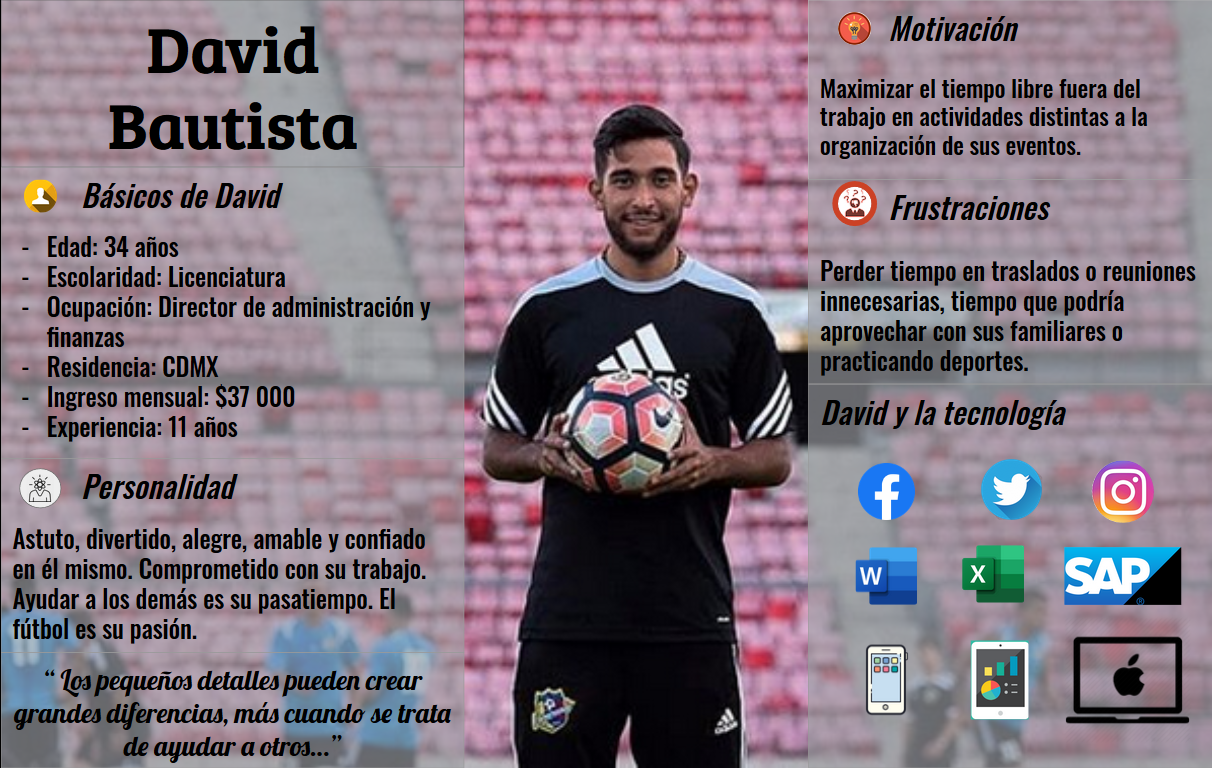 David
Bautista
Básicos de David
- Edad: 34 años
- Escolaridad: Licenciatura
- Ocupación: Director de administración y
finanzas
- Residencia: CDMX
- Ingreso mensual: $37 000
- Experiencia: 11 años
Personalidad
Astuto, divertido, alegre, amable y confiado
en él mismo. Comprometido con su trabajo.
Ayudar a los demás es su pasatiempo. El
fútbol es su pasión.
“ Los pequeños detalles pueden crear
grandes diferencias, más cuando se trata
de ayudar a otros...”
Motivación
Maximizar el tiempo libre fuera del
trabajo en actividades distintas a la
organización de sus eventos.
Frustraciones
Perder tiempo en traslados o reuniones
innecesarias, tiempo que podría
aprovechar con sus familiares o
practicando deportes.
David y la tecnología
W
X
SAP®